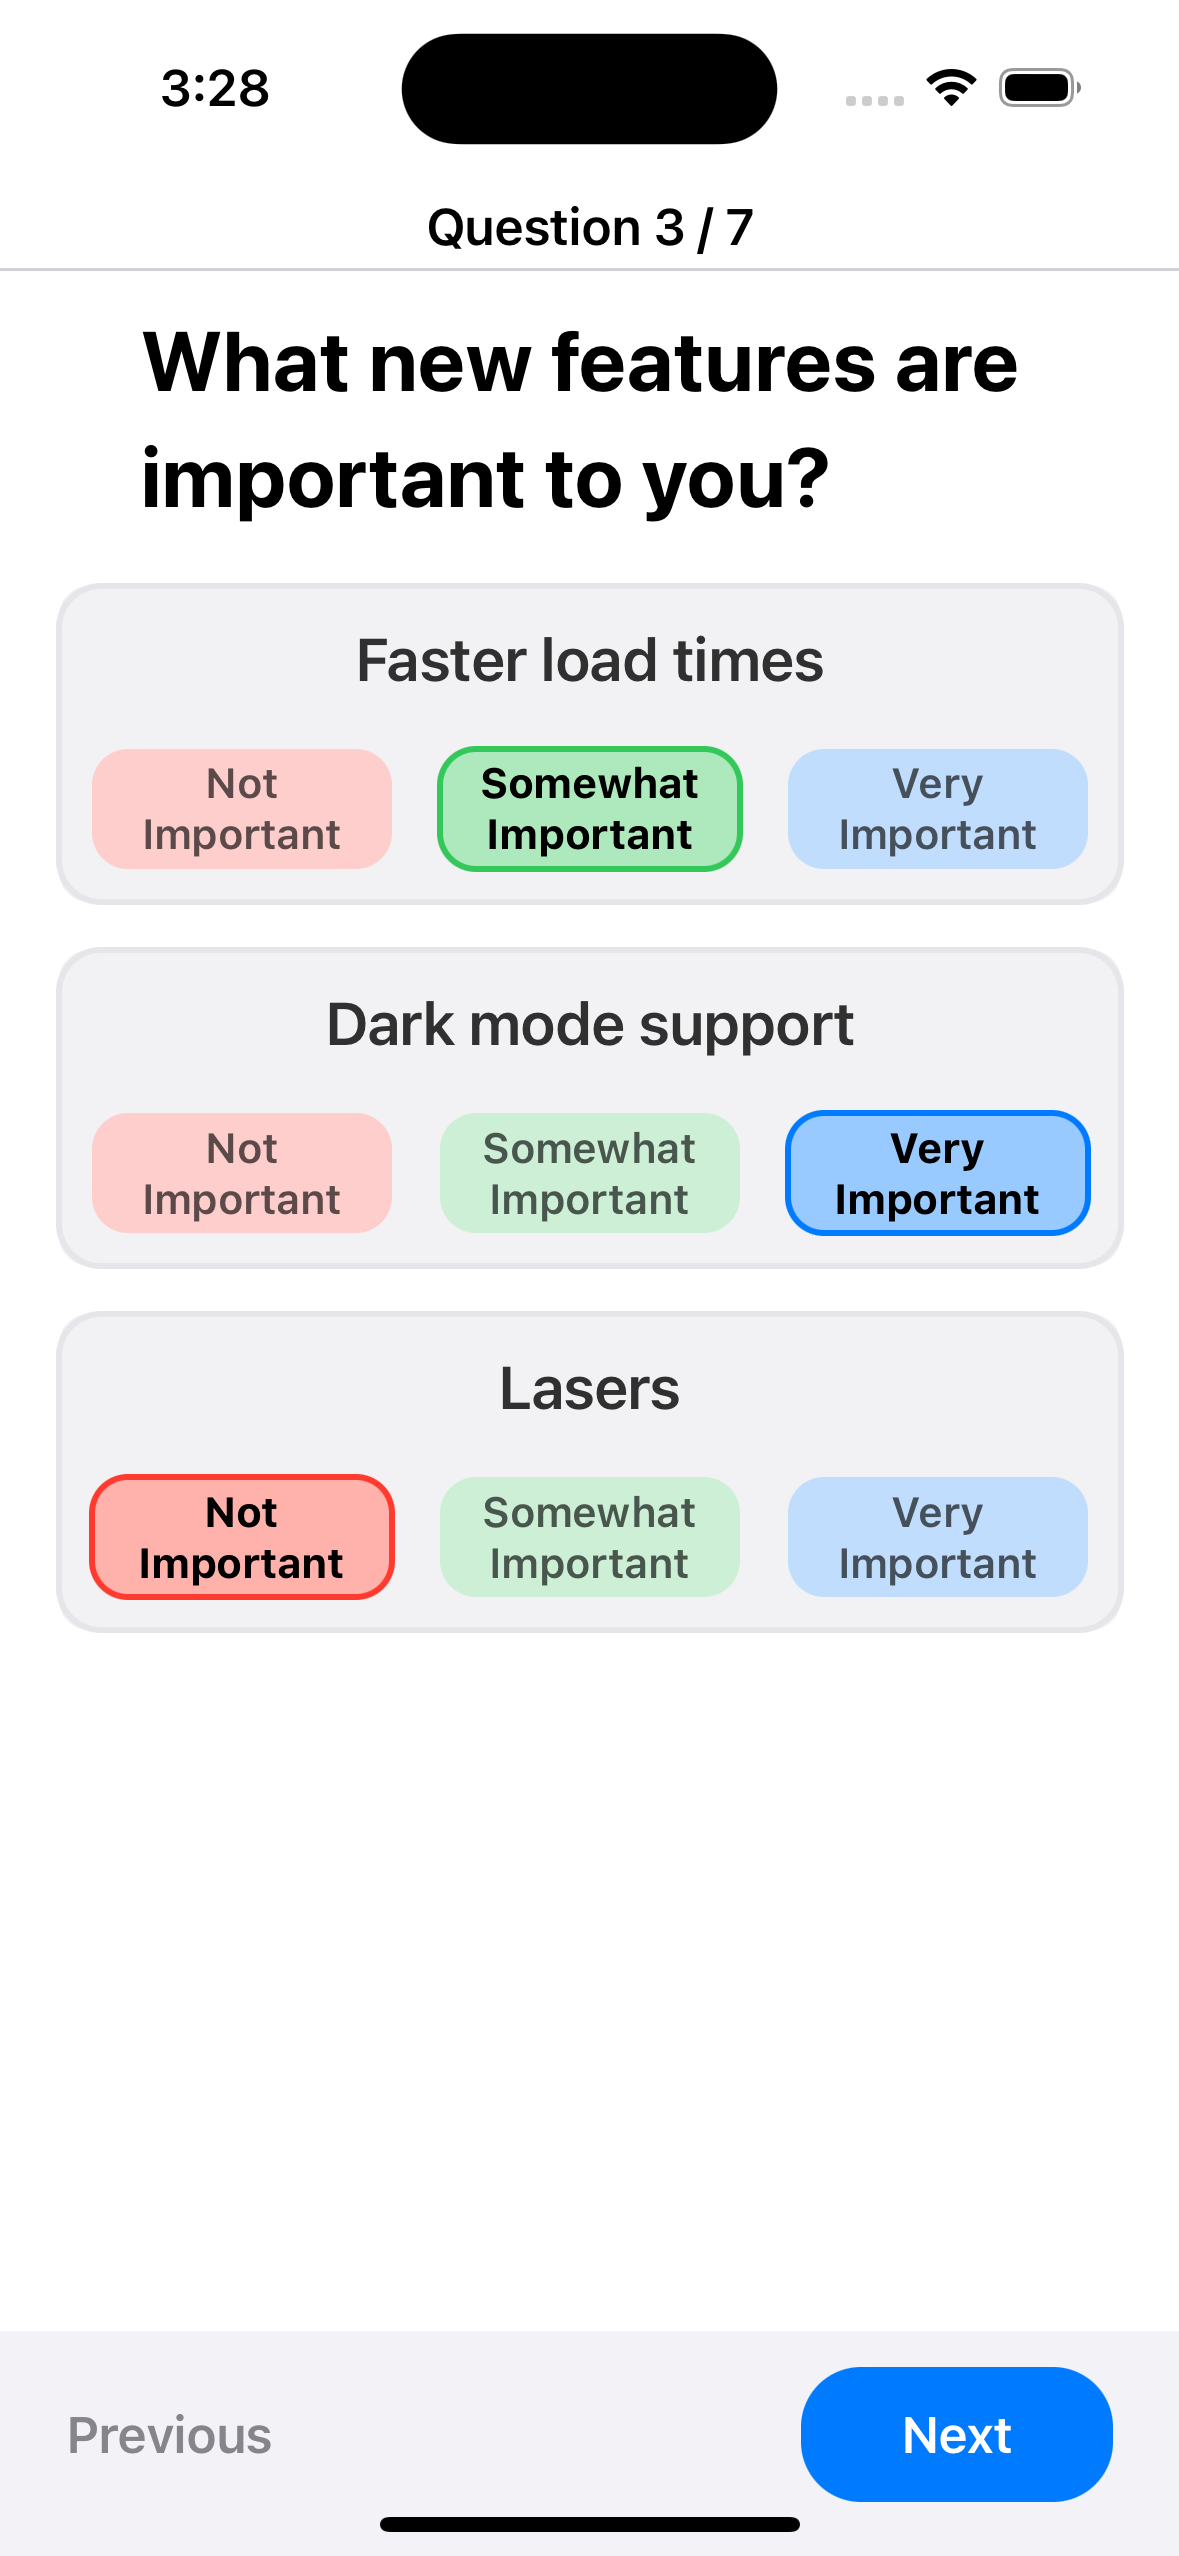 3:28
Question 3 / 7
What new features are
important to you?
Faster load times
Not
Important
Somewhat
Important
Very
Important
Dark mode support
Not
Important
Somewhat
Important
Very
Important
Lasers
Not
Important
Somewhat
Important
Very
Important
Previous
Next